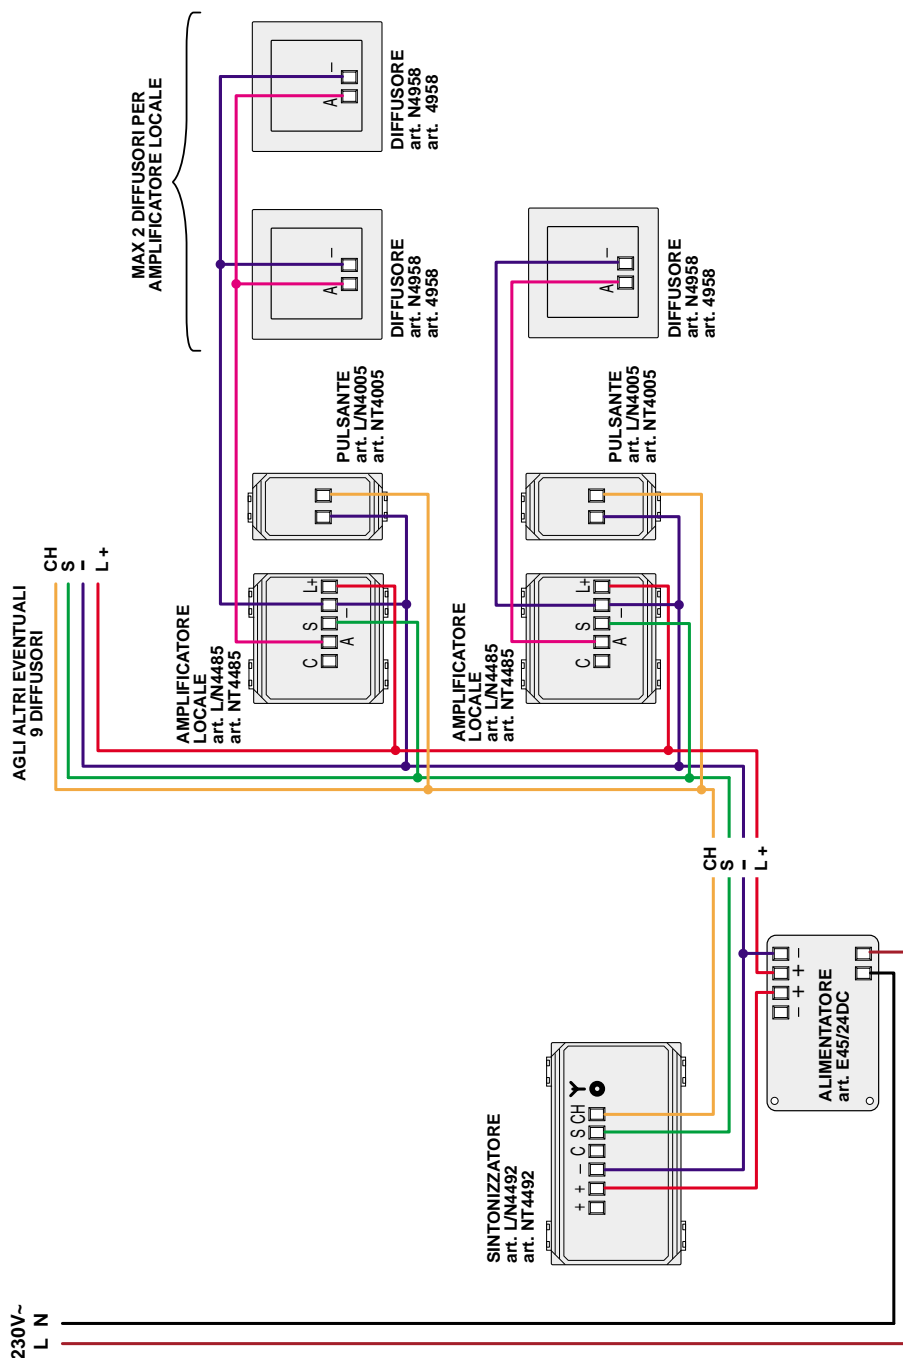 MAX 2 DIFFUSORI PER
AMPLIFICATORE LOCALE
A
–
DIFFUSORE
art. N4958
art. 4958
A
–
DIFFUSORE
art. N4958
art. 4958
A
–
DIFFUSORE
art. N4958
art. 4958
PULSANTE
art. L/N4005
art. NT4005
PULSANTE
art. L/N4005
art. NT4005
AGLI ALTRI EVENTUALI
9 DIFFUSORI
CH
S
–
L +
C
A
S
–
L+
AMPLIFICATORE
LOCALE
art. L/N4485
art. NT4485
C
A
S
–
L+
AMPLIFICATORE
LOCALE
art. L/N4485
art. NT4485
CH
S
–
L +
– + + –
ALIMENTATORE
art. E45/24DC
SINTONIZZATORE
art. L/N4492
art. NT4492
+ + – C S CH
230V~
L N